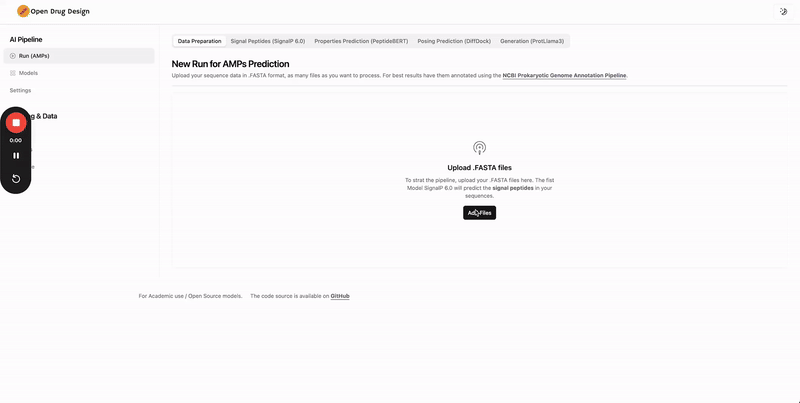 Open Drug Design
AI Pipeline
Run (AMPs)
Models
Settings
g & Data
0:00
Data Preparation
Signal Peptides (SignalP 6.0)
Properties Prediction (PeptideBERT)
Posing Prediction (DiffDock)
Generation (ProtLlama3)
New Run for AMPs Prediction
Upload your sequence data in .FASTA format, as many files as you want to process. For best results have them annotated using the NCBI Prokaryotic Genome Annotation Pipeline.
Upload .FASTA files
To strat the pipeline, upload your .FASTA files here. The fist
Model SignalP 6.0 will predict the signal peptides in your
sequences.
Add Files
For Academic use / Open Source models.
The code source is available on GitHub